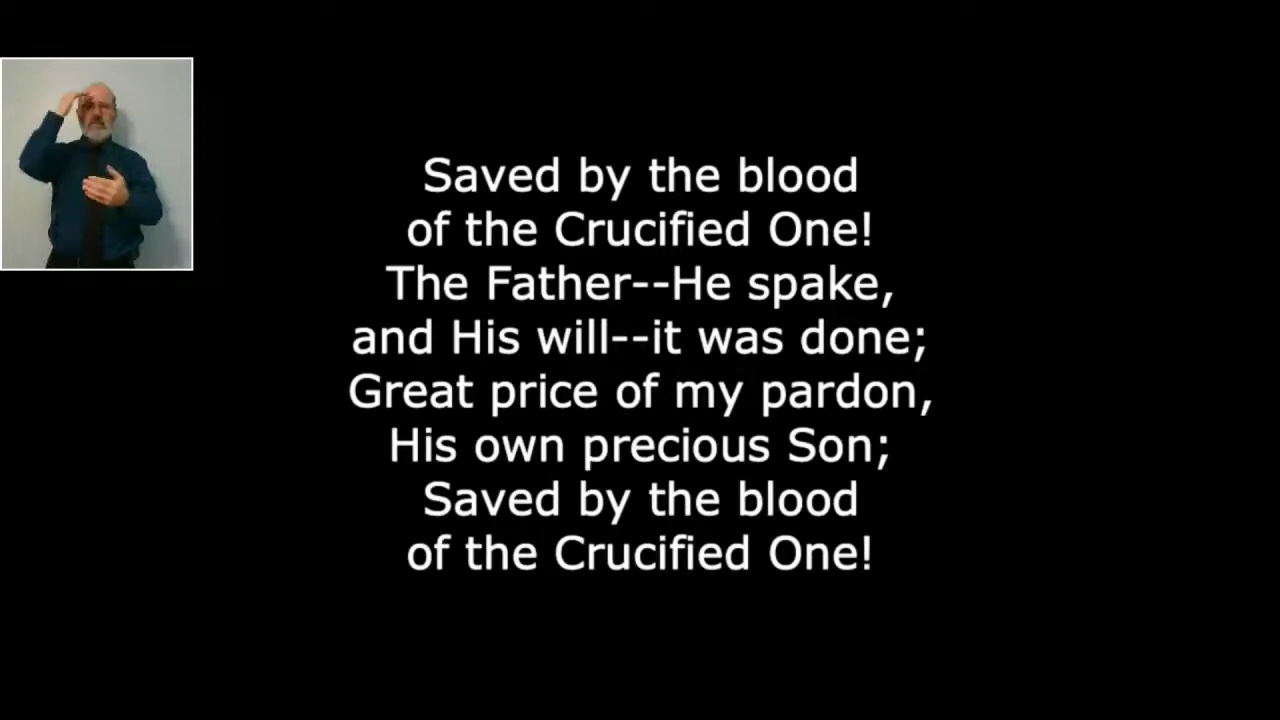 Saved by the blood
of the Crucified One!
The Father--He spake,
and His will--it was done;
Great price of my pardon,
His own precious Son;
Saved by the blood
of the Crucified One!